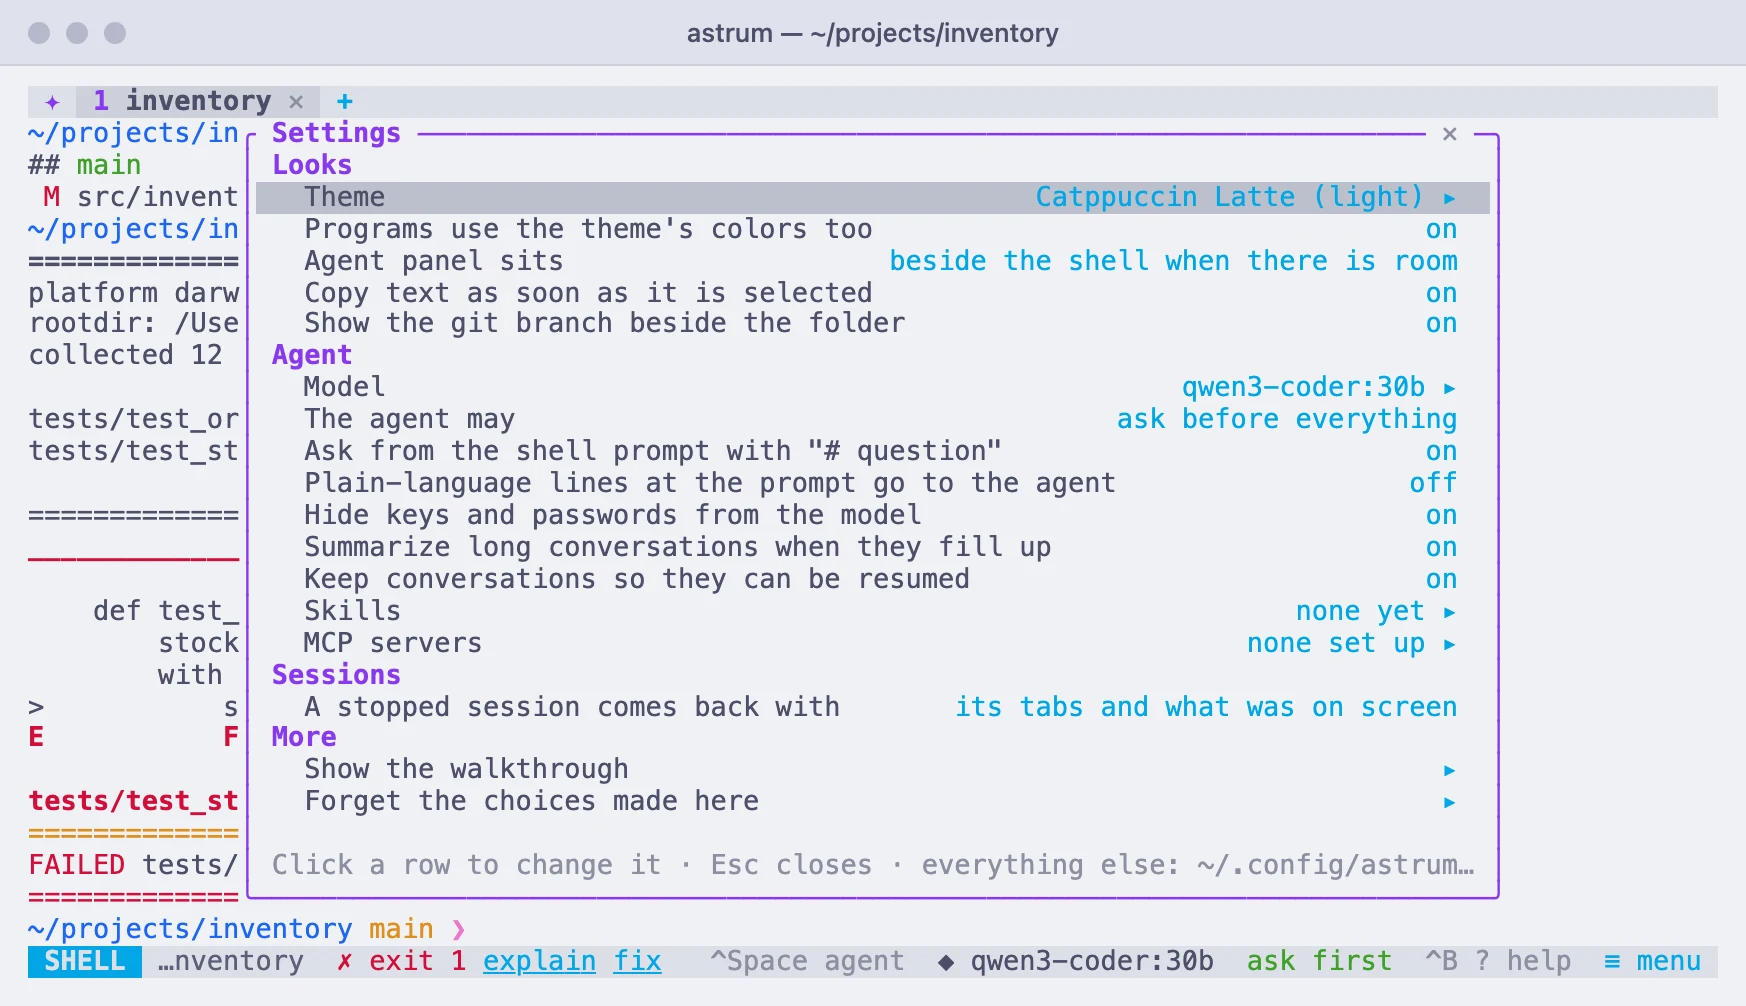 astrum — ~/projects/inventory
✦ 1 inventory × +
~/projects/in
## main
M src/invent
~/projects/in
=============
platform darw
rootdir: /Use
collected 12
tests/test_or
tests/test_st
=============
_____________
def test_
stock
with
> s
E F
tests/test_st
=============
FAILED tests/
=============
Settings ×
Looks
Theme Catppuccin Latte (light) ▸
Programs use the theme's colors too on
Agent panel sits beside the shell when there is room
Copy text as soon as it is selected on
Show the git branch beside the folder on
Agent
Model qwen3-coder:30b ▸
The agent may ask before everything
Ask from the shell prompt with "# question" on
Plain-language lines at the prompt go to the agent off
Hide keys and passwords from the model on
Summarize long conversations when they fill up on
Keep conversations so they can be resumed on
Skills none yet ▸
MCP servers none set up ▸
Sessions
A stopped session comes back with its tabs and what was on screen
More
Show the walkthrough ▸
Forget the choices made here ▸
Click a row to change it · Esc closes · everything else: ~/.config/astrum…
~/projects/inventory main ❯
SHELL …nventory ✗ exit 1 explain fix ^Space agent ◆ qwen3-coder:30b ask first ^B ? help ≡ menu